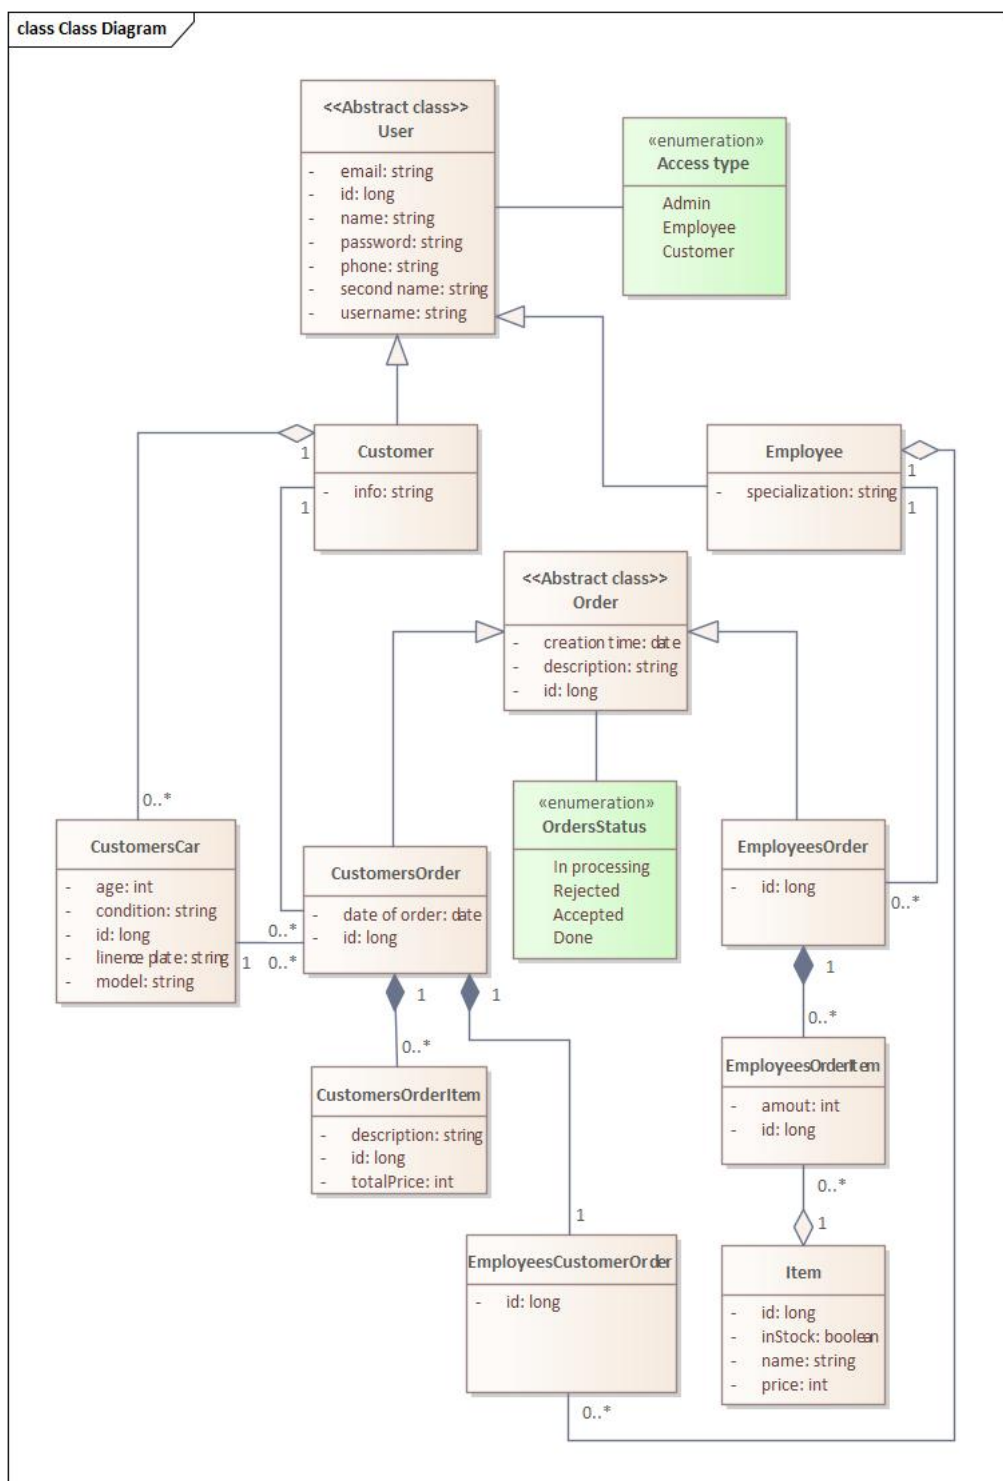 class Class Diagram
<<Abstract class>>
User
- email: string
- id: long
- name: string
- password: string
- phone: string
- second name: string
- username: string
«enumeration»
Access type
Admin
Employee
Customer
Customer
- info: string
1
1
Employee
- specialization: string
1
1
<<Abstract class>>
Order
- creation time: date
- description: string
- id: long
«enumeration»
OrdersStatus
In processing
Rejected
Accepted
Done
0..*
CustomersCar
- age: int
- condition: string
- id: long
- linence plate: string
- model: string
1
0..*
0..*
CustomersOrder
- date of order: date
- id: long
1
1
EmployeesOrder
- id: long
0..*
1
0..*
0..*
CustomersOrderItem
- description: string
- id: long
- totalPrice: int
EmployeesOrderItem
- amout: int
- id: long
0..*
1
1
EmployeesCustomerOrder
- id: long
0..*
Item
- id: long
- inStock: boolean
- name: string
- price: int